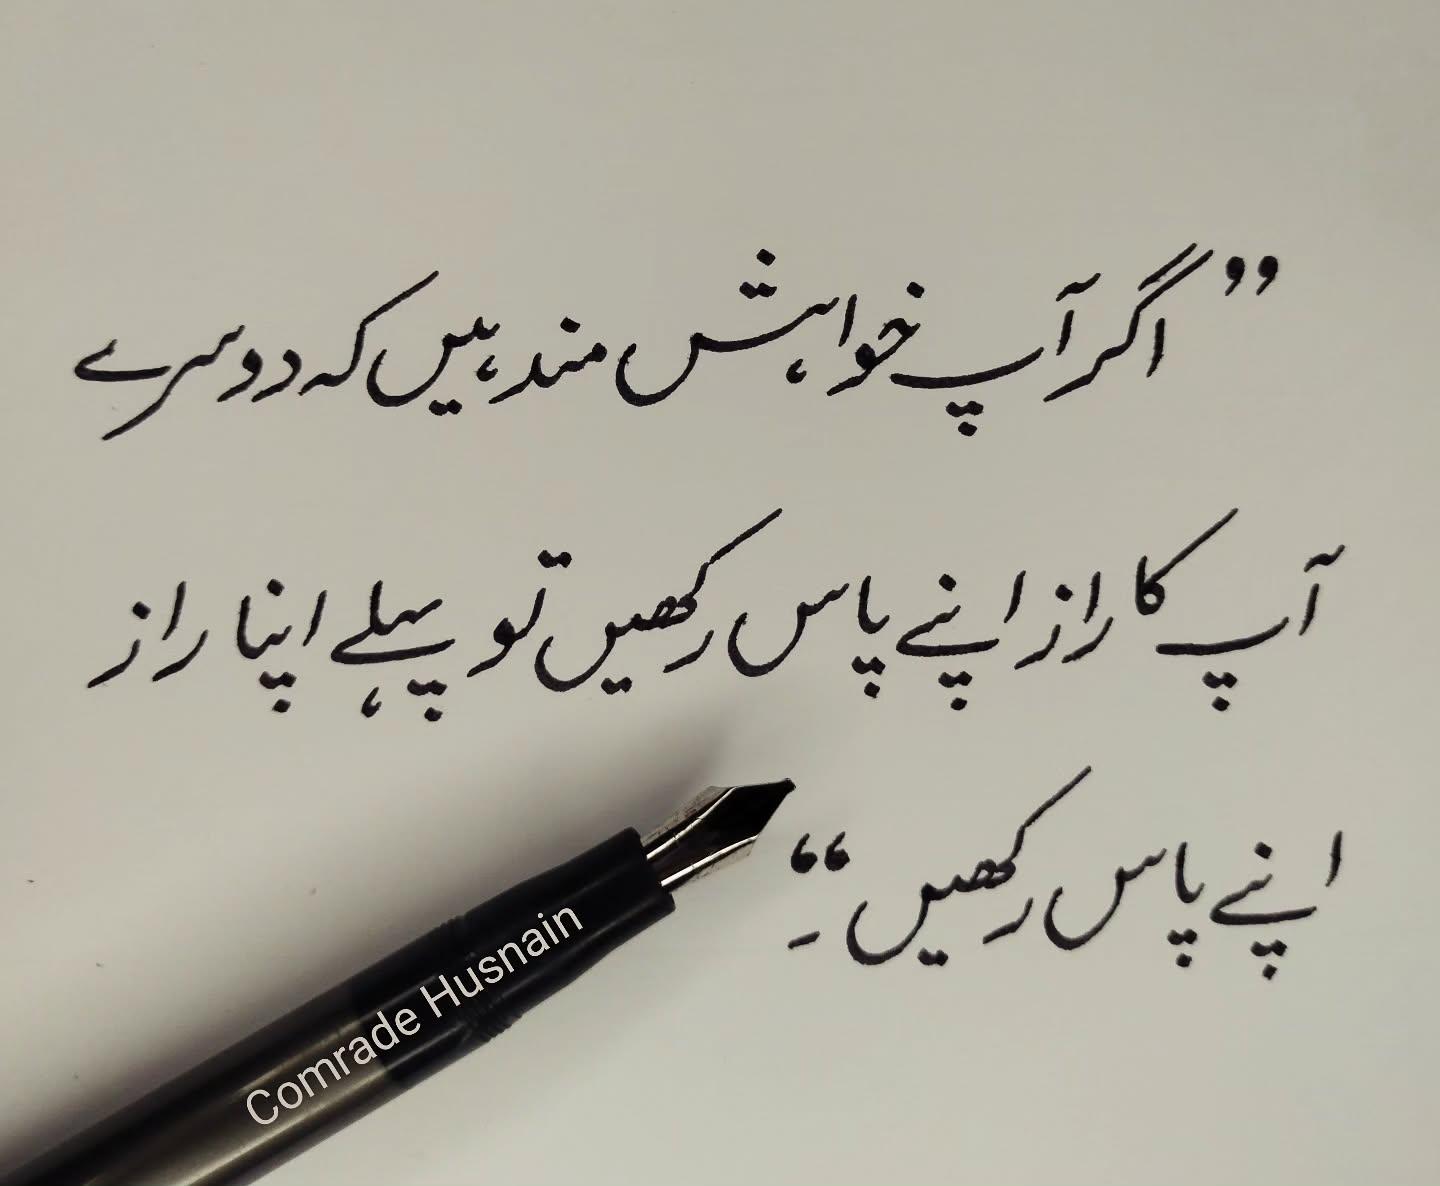 ”اگر آپ خواہش مند ہیں کہ دوسرے
آپ کا راز اپنے پاس رکھیں تو پہلے اپنا راز
اپنے پاس رکھیں۔“
Comrade Husnain